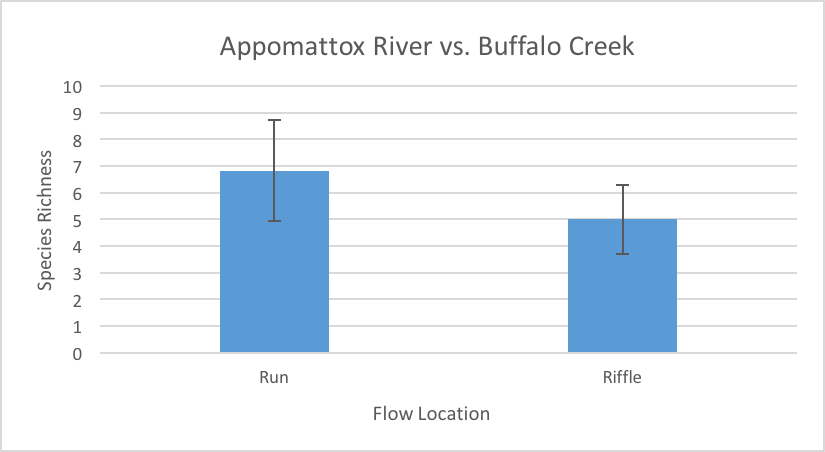 Appomattox River vs. Buffalo Creek
10
9
8
7
6
5
4
3
2
1
0
Species Richness
Run Riffle
Flow Location